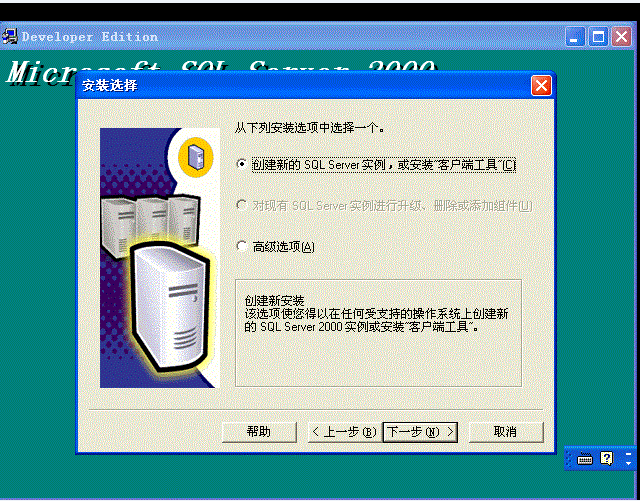 Developer Edition
Microsoft SQL Server 2000
安装选择
从下列安装选项中选择一个。
创建新的 SQL Server 实例，或安装"客户端工具"(C)
对现有 SQL Server 实例进行升级、删除或添加组件(U)
高级选项(A)
创建新安装
该选项使您得以在任何受支持的操作系统上创建新
的 SQL Server 2000 实例或安装"客户端工具"。
帮助
< 上一步(B)
下一步(N) >
取消